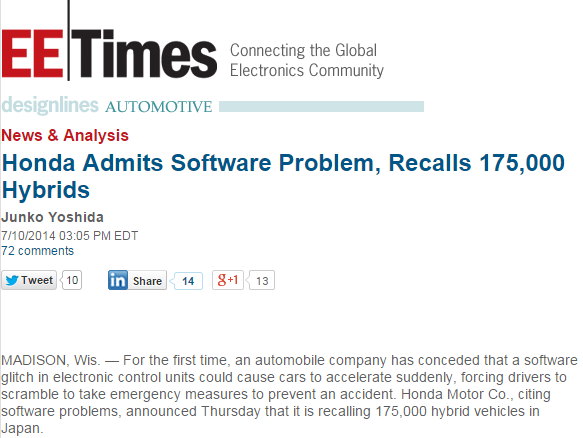 EE Times Connecting the Global
Electronics Community
designlines AUTOMOTIVE
News & Analysis
Honda Admits Software Problem, Recalls 175,000
Hybrids
Junko Yoshida
7/10/2014 03:05 PM EDT
72 comments
Tweet 10 in Share 14 g+1 13
MADISON, Wis. — For the first time, an automobile company has conceded that a software
glitch in electronic control units could cause cars to accelerate suddenly, forcing drivers to
scramble to take emergency measures to prevent an accident. Honda Motor Co., citing
software problems, announced Thursday that it is recalling 175,000 hybrid vehicles in
Japan.